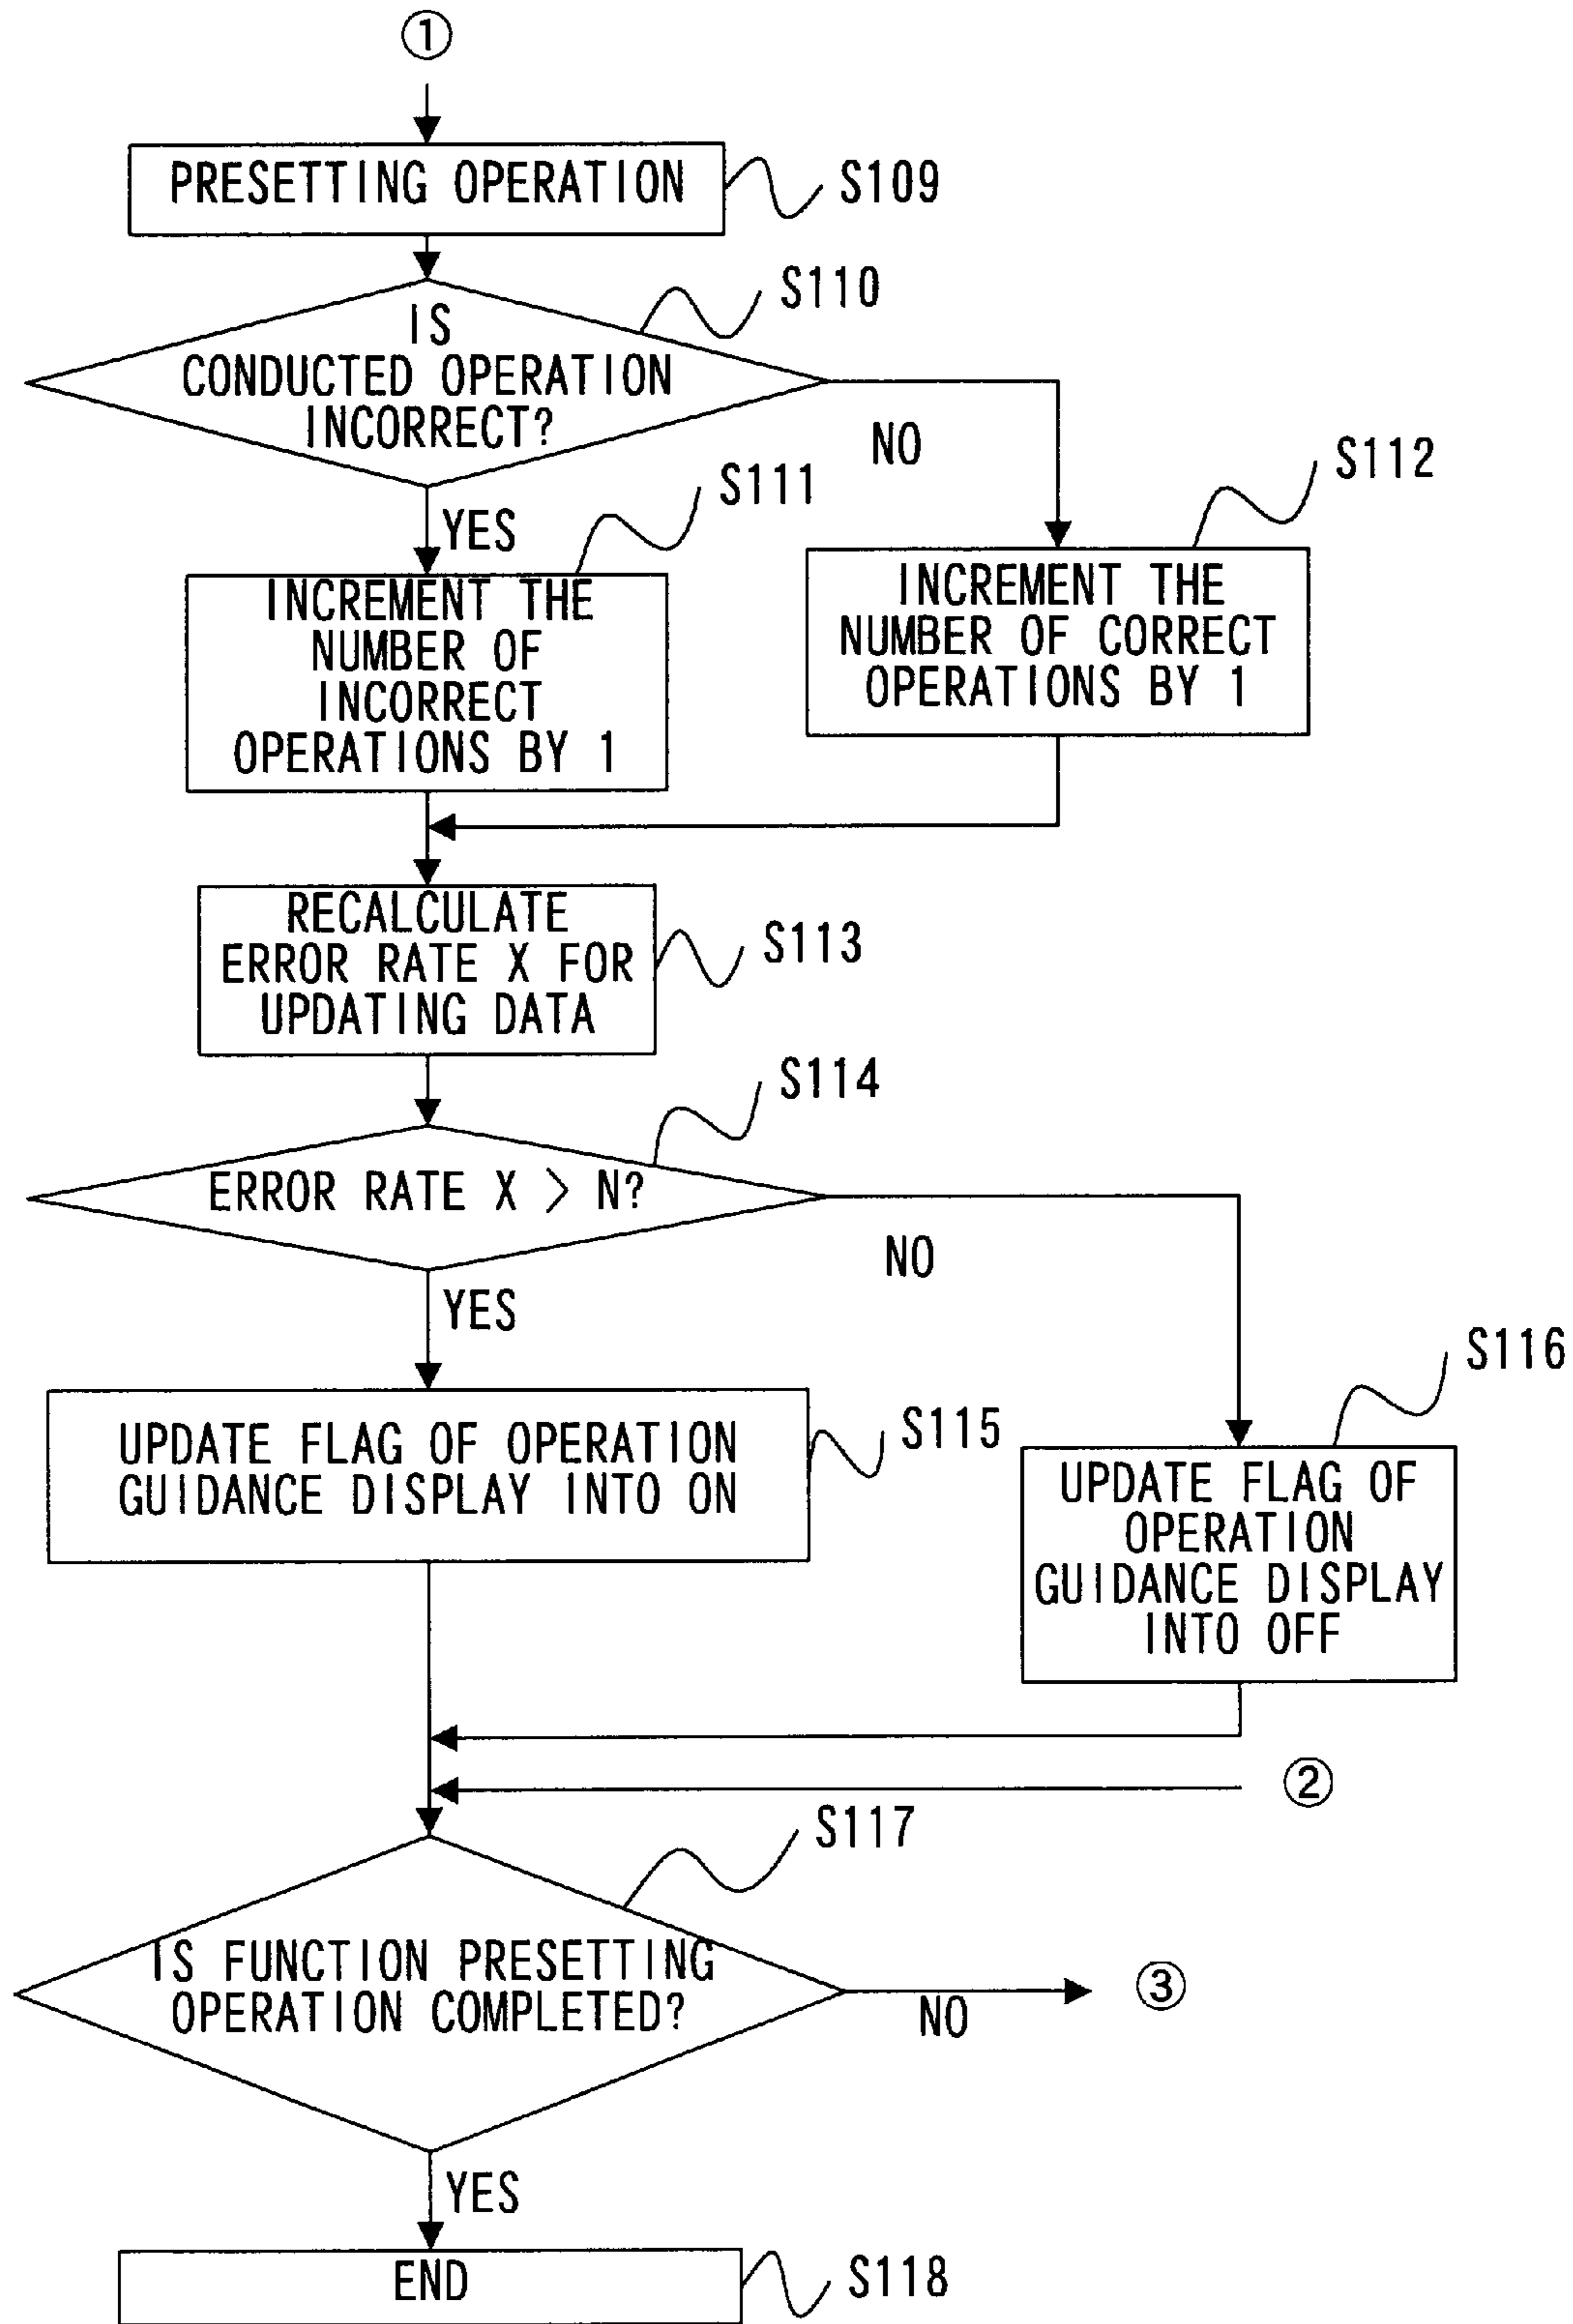 ①
PRESETTING OPERATION
S109
S110
IS
CONDUCTED OPERATION
INCORRECT?
NO
YES
S111
S112
INCREMENT THE
NUMBER OF
INCORRECT
OPERATIONS BY 1
INCREMENT THE
NUMBER OF CORRECT
OPERATIONS BY 1
RECALCULATE
ERROR RATE X FOR
UPDATING DATA
S113
S114
ERROR RATE X > N?
NO
YES
S115
S116
UPDATE FLAG OF OPERATION
GUIDANCE DISPLAY INTO ON
UPDATE FLAG OF
OPERATION
GUIDANCE DISPLAY
INTO OFF
②
S117
IS FUNCTION PRESETTING
OPERATION COMPLETED?
NO
③
YES
END
S118